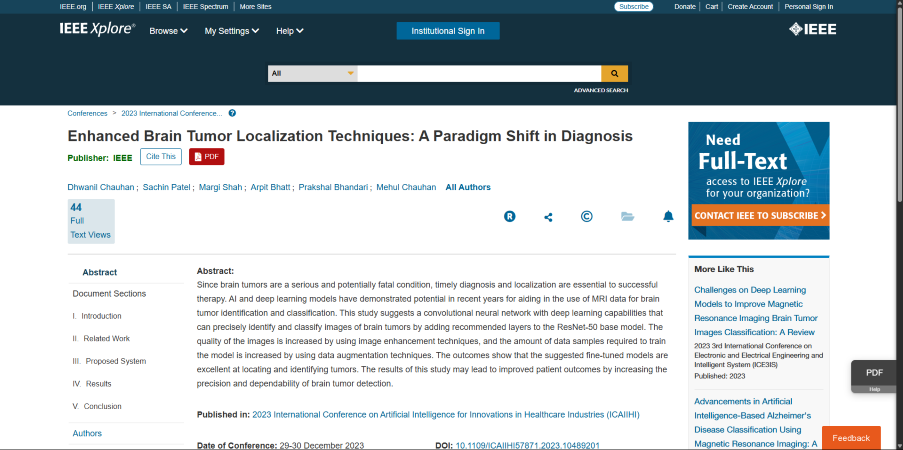 IEEE.org | IEEE Xplore | IEEE SA | IEEE Spectrum | More Sites
Subscribe
Donate | Cart | Create Account | Personal Sign In
IEEE Xplore®
Browse
My Settings
Help
Institutional Sign In
IEEE
All
ADVANCED SEARCH
Conferences > 2023 International Conference... ?
Enhanced Brain Tumor Localization Techniques: A Paradigm Shift in Diagnosis
Publisher: IEEE
Cite This
PDF
Dhwanil Chauhan ; Sachin Patel ; Margi Shah ; Arpit Bhatt ; Prakshal Bhandari ; Mehul Chauhan All Authors
44
Full
Text Views
R
©
Abstract
Document Sections
I. Introduction
II. Related Work
III. Proposed System
IV. Results
V. Conclusion
Authors
Abstract:
Since brain tumors are a serious and potentially fatal condition, timely diagnosis and localization are essential to successful
therapy. AI and deep learning models have demonstrated potential in recent years for aiding in the use of MRI data for brain
tumor identification and classification. This study suggests a convolutional neural network with deep learning capabilities that
can precisely identify and classify images of brain tumors by adding recommended layers to the ResNet-50 base model. The
quality of the images is increased by using image enhancement techniques, and the amount of data samples required to train
the model is increased by using data augmentation techniques. The outcomes show that the suggested fine-tuned models are
excellent at locating and identifying tumors. The results of this study may lead to improved patient outcomes by increasing the
precision and dependability of brain tumor detection.
Published in: 2023 International Conference on Artificial Intelligence for Innovations in Healthcare Industries (ICAIIHI)
Date of Conference: 29-30 December 2023
DOI: 10.1109/ICAIIHI57871.2023.10489201
Need
Full-Text
access to IEEE Xplore
for your organization?
CONTACT IEEE TO SUBSCRIBE >
More Like This
Challenges on Deep Learning
Models to Improve Magnetic
Resonance Imaging Brain Tumor
Images Classification: A Review
2023 3rd International Conference on
Electronic and Electrical Engineering and
Intelligent System (ICE3IS)
Published: 2023
Advancements in Artificial
Intelligence-Based Alzheimer's
Disease Classification Using
Magnetic Resonance Imaging: A
PDF
Help
Feedback